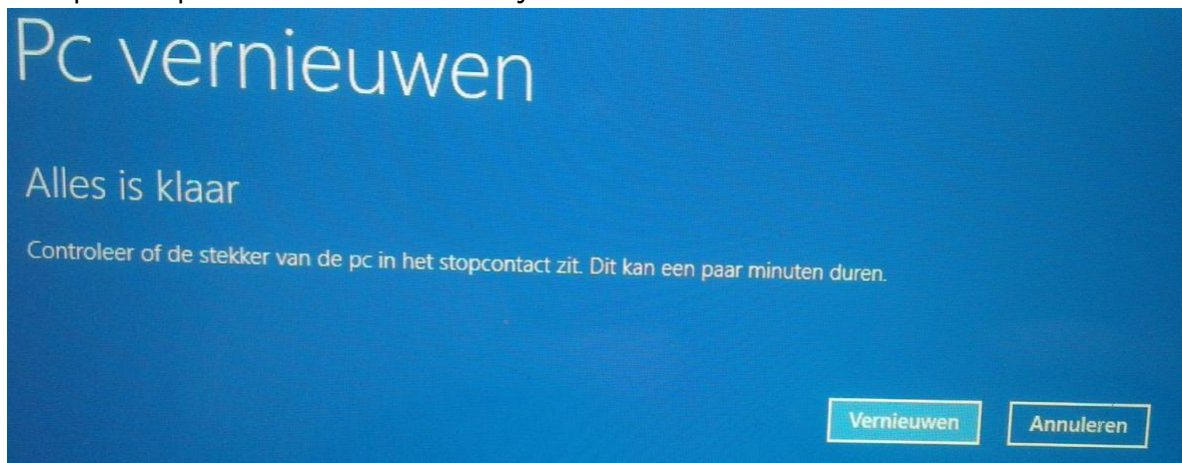 Pc vernieuwen
Alles is klaar
Controleer of de stekker van de pc in het stopcontact zit. Dit kan een paar minuten duren.
Vernieuwen
Annuleren